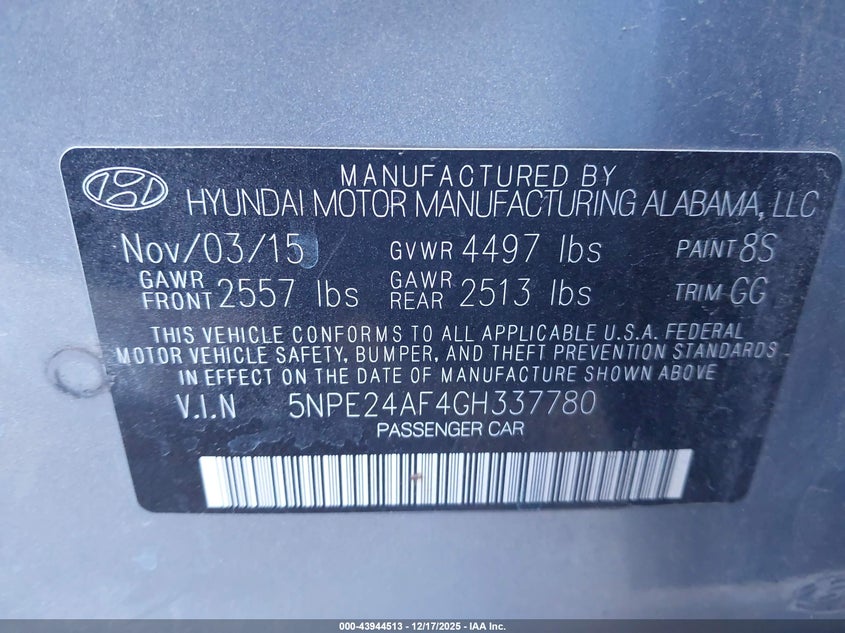 MANUFACTURED BY
HYUNDAI MOTOR MANUFACTURING ALABAMA, LLC
Nov/03/15 GVWR 4497 lbs PAINT 8S
GAWR FRONT 2557 lbs GAWR REAR 2513 lbs TRIM GG
THIS VEHICLE CONFORMS TO ALL APPLICABLE U.S.A. FEDERAL
MOTOR VEHICLE SAFETY, BUMPER, AND THEFT PREVENTION STANDARDS
IN EFFECT ON THE DATE OF MANUFACTURE SHOWN ABOVE
V.I.N 5NPE24AF4GH337780
PASSENGER CAR
000-43944513 - 12/17/2025 - IAA Inc.